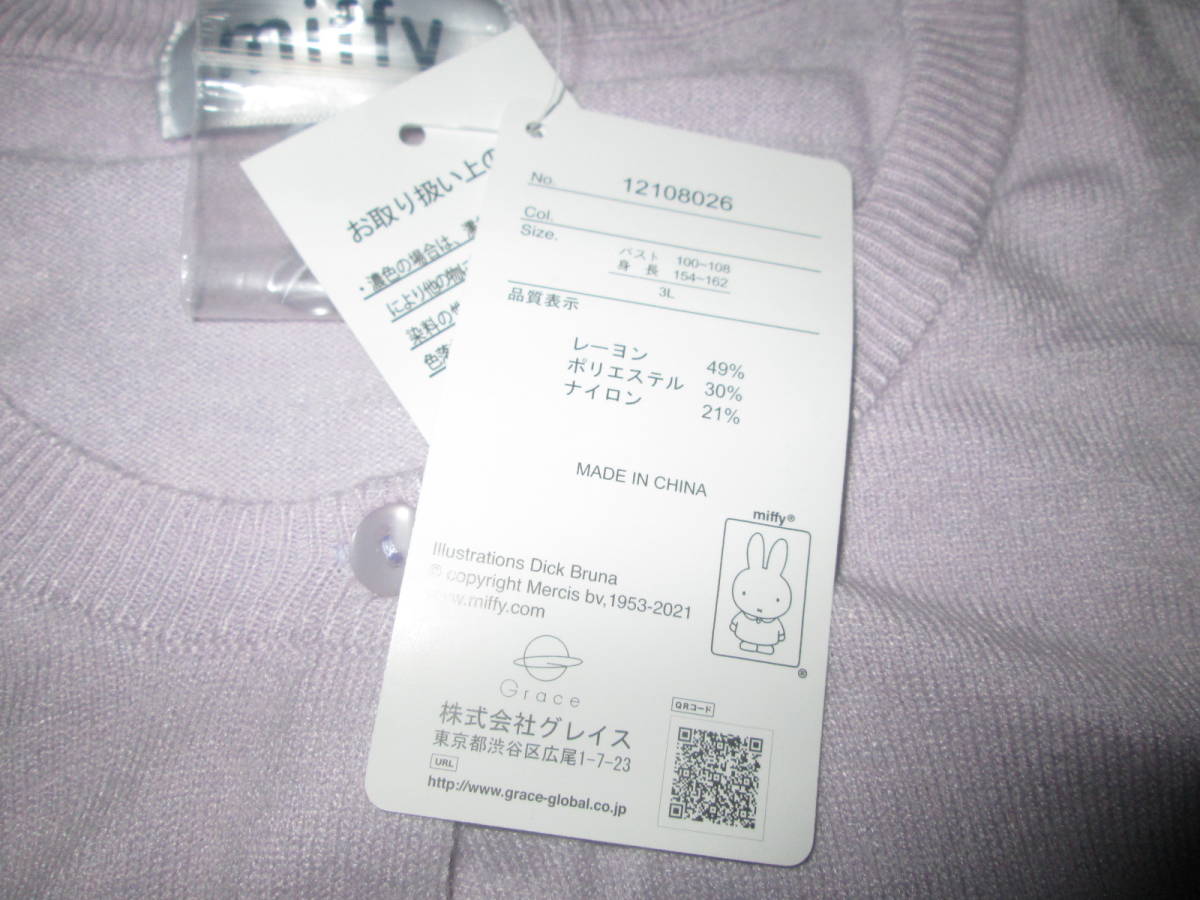 miffy
お取り扱い上の
・濃色の場合は、濃
により他の物
染料の
色落
No. 12108026
Col.
Size.
バスト 100-108
身 長 154-162
3L
品質表示
レーヨン 49%
ポリエステル 30%
ナイロン 21%
MADE IN CHINA
miffy®
Illustrations Dick Bruna
© copyright Mercis bv,1953-2021
www.miffy.com
®
Grace
株式会社グレイス
東京都渋谷区広尾1-7-23
URL
http://www.grace-global.co.jp
QRコード